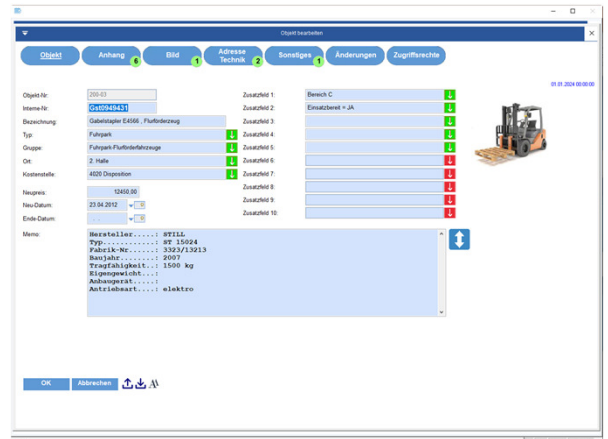 Objekt bearbeiten
Objekt
Anhang 6
Bild 1
Adresse Technik 2
Sonstiges 1
Änderungen
Zugriffsrechte
01.01.2024 00:00:00
Objekt-Nr: 200-03
Interne-Nr: Gst0949431
Bezeichnung: Gabelstapler E4566 , Flurförderzeug
Typ: Fuhrpark
Gruppe: Fuhrpark-Flurförderfahrzeuge
Ort: 2. Halle
Kostenstelle: 4020 Disposition
Neupreis: 12450,00
Neu-Datum: 23.04.2012
Ende-Datum: . .
Zusatzfeld 1: Bereich C
Zusatzfeld 2: Einsatzbereit = JA
Zusatzfeld 3:
Zusatzfeld 4:
Zusatzfeld 5:
Zusatzfeld 6:
Zusatzfeld 7:
Zusatzfeld 8:
Zusatzfeld 9:
Zusatzfeld 10:
Memo:
Hersteller.....: STILL
Typ............: ST 15024
Fabrik-Nr......: 3323/13213
Baujahr........: 2007
Tragfähigkeit..: 1500 kg
Eigengewicht...:
Anbaugerät.....:
Antriebsart....: elektro
OK
Abbrechen